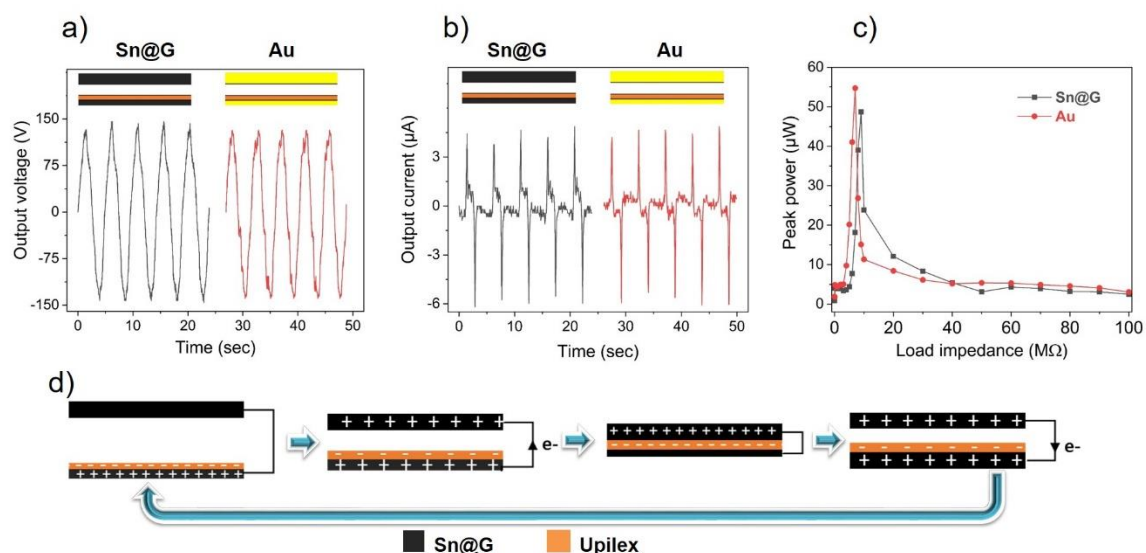 a)
Sn@G Au
Output voltage (V)
150
75
0
-75
-150
0 10 20 30 40 50
Time (sec)
b)
Sn@G Au
Output current (µA)
3
0
-3
-6
0 10 20 30 40 50
Time (sec)
c)
Sn@G
Au
Peak power (µW)
60
50
40
30
20
10
0
0 20 40 60 80 100
Load impedance (MΩ)
d)
+ + + + + + + +
+ + + + + + + + + + + +
+ + + + + + + +
e-
e-
- - - - - - - - - - - -
- - - - - - - -
- - - - - - - - - - - -
- - - - - - - -
+ + + + + + + + + + + +
+ + + + + + + +
+ + + + + + + +
Sn@G Upilex